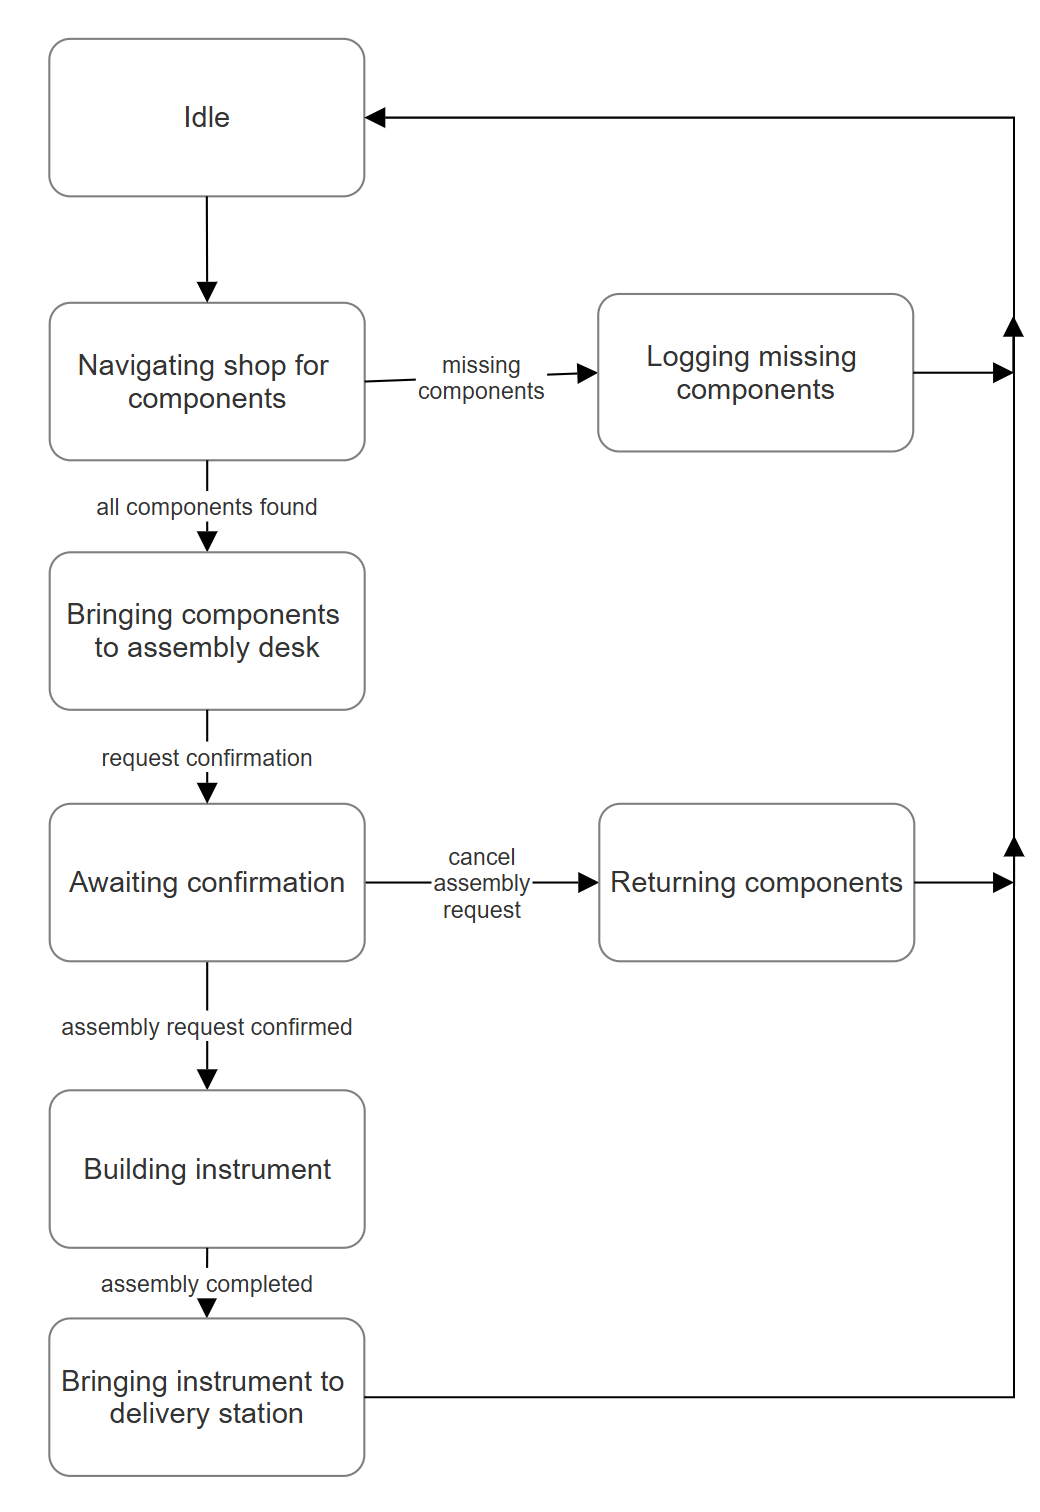 Idle
Navigating shop for
components
missing
components
Logging missing
components
all components found
Bringing components
to assembly desk
request confirmation
Awaiting confirmation
cancel
assembly
request
Returning components
assembly request confirmed
Building instrument
assembly completed
Bringing instrument to
delivery station